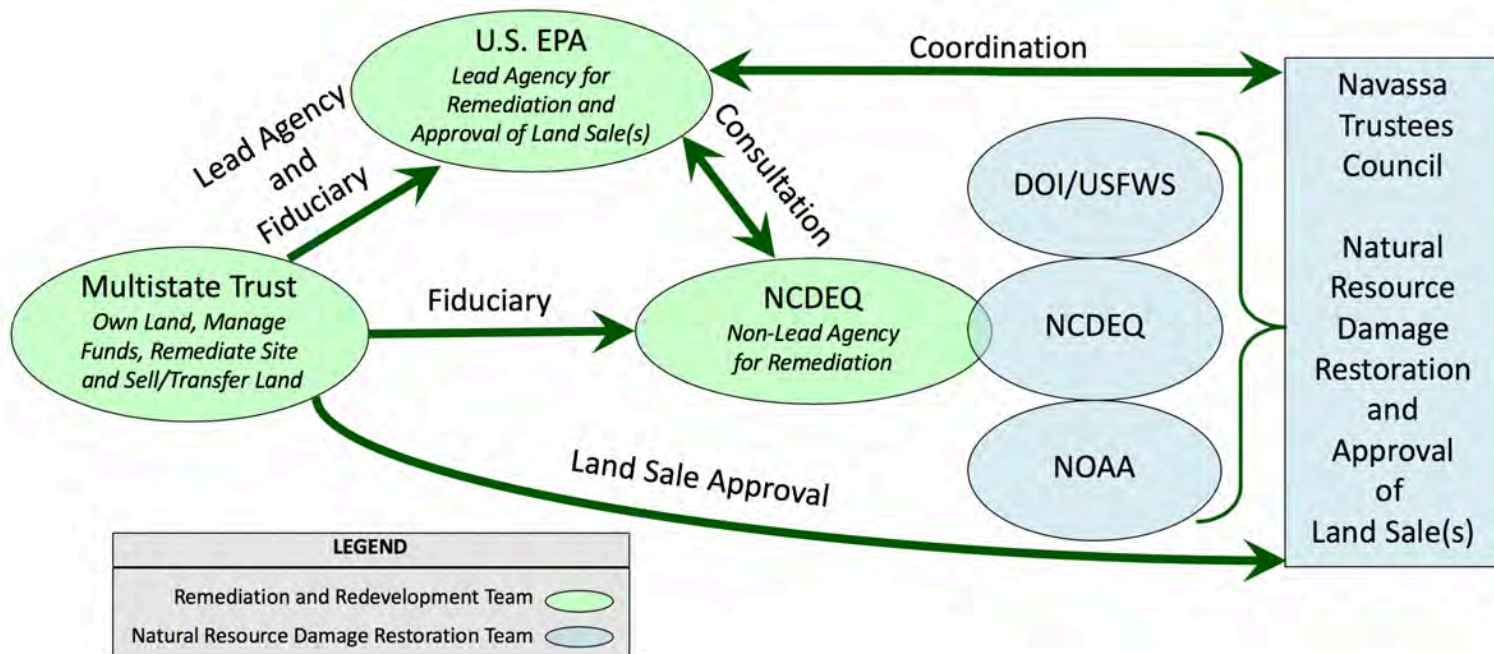 U.S. EPA
Lead Agency for
Remediation and
Approval of Land Sale(s)
Coordination
Navassa
Trustees
Council
Natural
Resource
Damage
Restoration
and
Approval
of
Land Sale(s)
Lead Agency
and
Fiduciary
Consultation
DOI/USFWS
Multistate Trust
Own Land, Manage
Funds, Remediate Site
and Sell/Transfer Land
Fiduciary
NCDEQ
Non-Lead Agency
for Remediation
NCDEQ
NOAA
Land Sale Approval
LEGEND
Remediation and Redevelopment Team
Natural Resource Damage Restoration Team